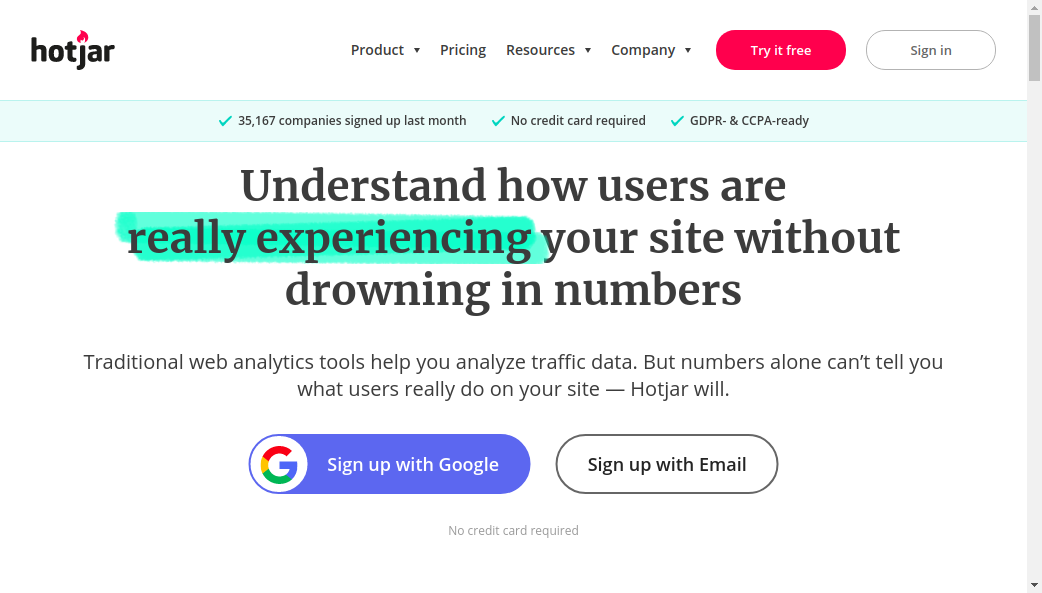 hotjar
Product Pricing Resources Company Try it free Sign in
35,167 companies signed up last month No credit card required GDPR- & CCPA-ready
Understand how users are
really experiencing your site without
drowning in numbers
Traditional web analytics tools help you analyze traffic data. But numbers alone can’t tell you
what users really do on your site — Hotjar will.
Sign up with Google Sign up with Email
No credit card required